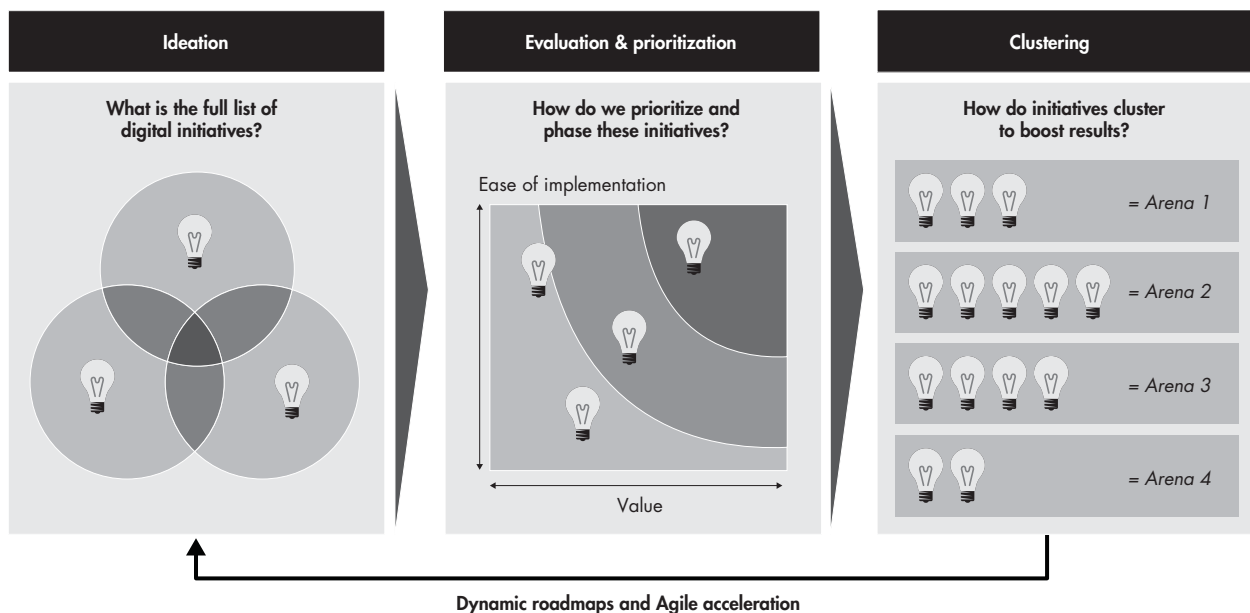 Ideation
What is the full list of
digital initiatives?
Evaluation & prioritization
How do we prioritize and
phase these initiatives?
Ease of implementation
Value
Clustering
How do initiatives cluster
to boost results?
= Arena 1
= Arena 2
= Arena 3
= Arena 4
Dynamic roadmaps and Agile acceleration